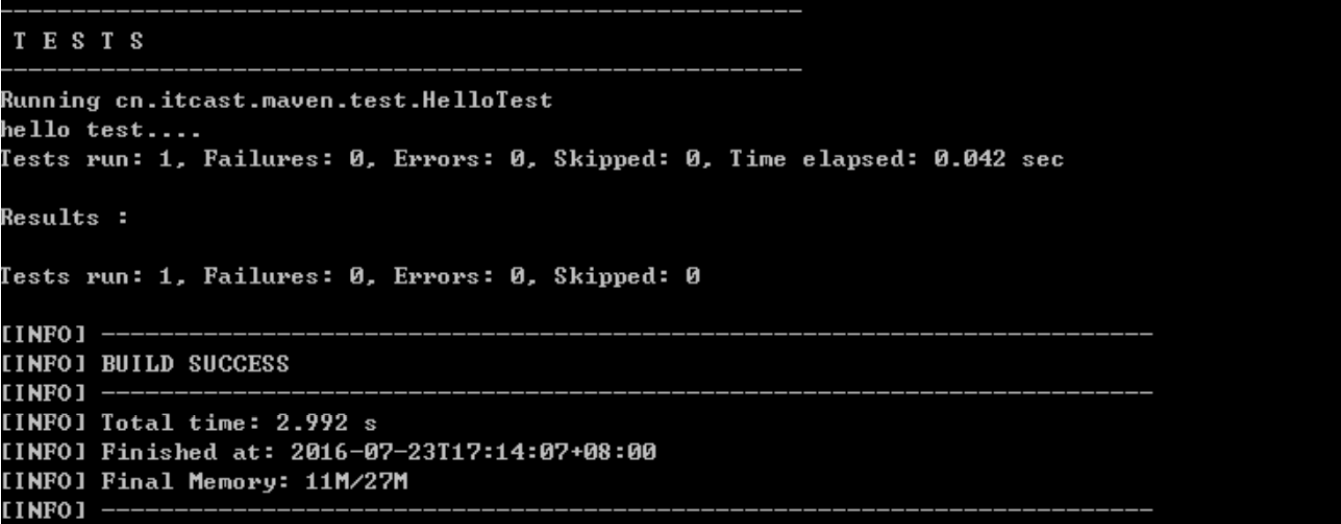 -------------------------------------------------------
 T E S T S
-------------------------------------------------------
Running cn.itcast.maven.test.HelloTest
hello test....
Tests run: 1, Failures: 0, Errors: 0, Skipped: 0, Time elapsed: 0.042 sec
Results :
Tests run: 1, Failures: 0, Errors: 0, Skipped: 0
[INFO] ------------------------------------------------------------------------
[INFO] BUILD SUCCESS
[INFO] ------------------------------------------------------------------------
[INFO] Total time: 2.992 s
[INFO] Finished at: 2016-07-23T17:14:07+08:00
[INFO] Final Memory: 11M/27M
[INFO] ------------------------------------------------------------------------